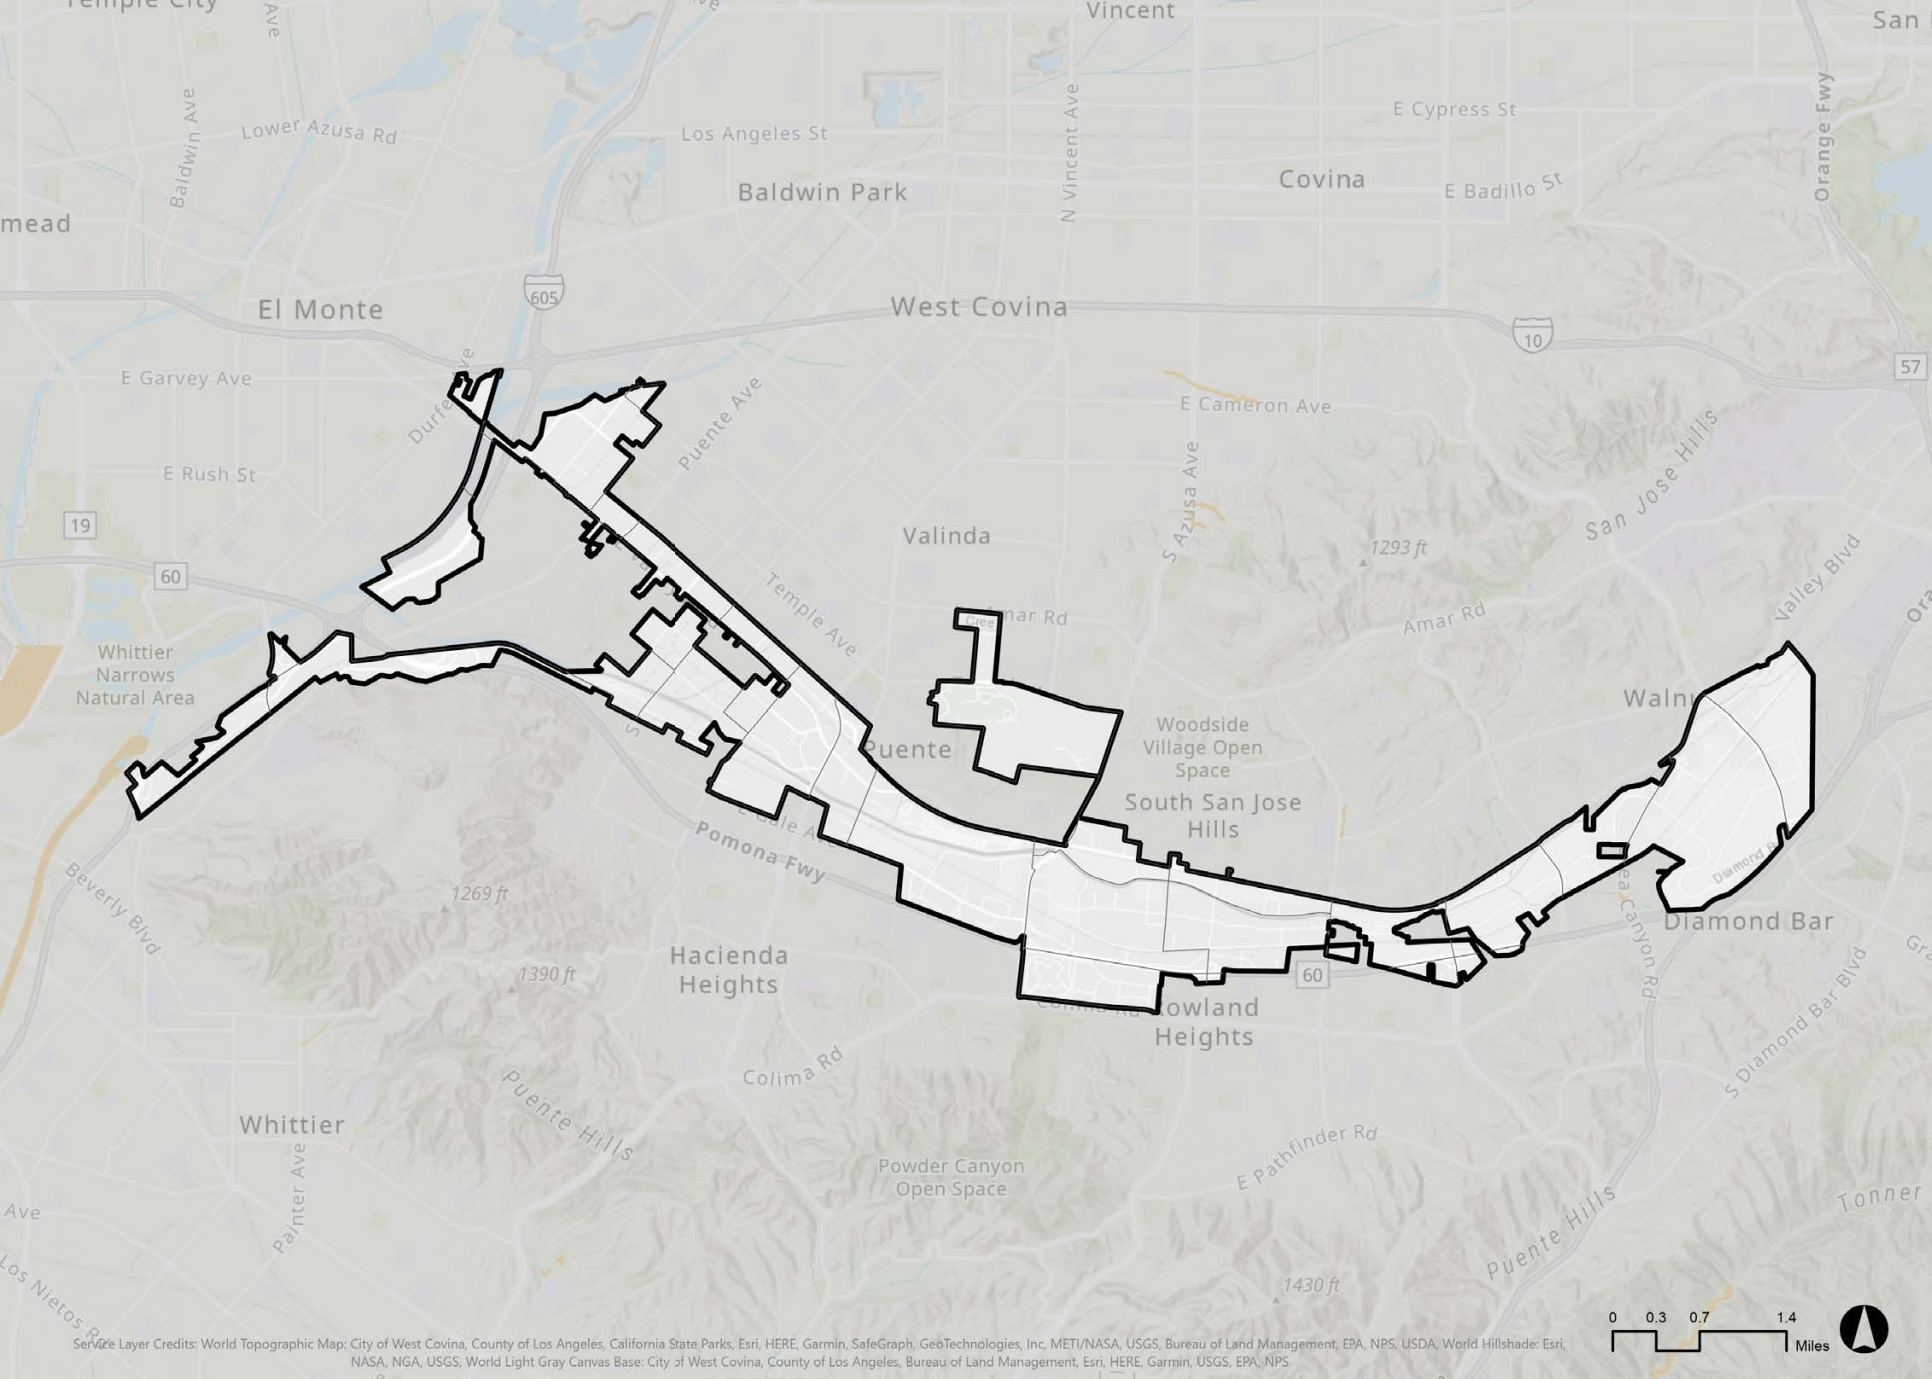 Temple City
Ave
Vincent
San
Baldwin Ave
Lower Azusa Rd
Los Angeles St
N Vincent Ave
E Cypress St
Orange Fwy
Baldwin Park
Covina
E Badillo St
mead
El Monte
605
West Covina
10
57
E Garvey Ave
Puente Ave
E Cameron Ave
E Rush St
S Azusa Ave
San Jose Hills
19
Valinda
1293 ft
60
Temple Ave
Amar Rd
Valley Blvd
Whittier
Narrows
Natural Area
Puente
Woodside
Village Open
Space
South San Jose
Hills
Pomona Fwy
Beverly Blvd
1269 ft
Diamond Bar
Hacienda
Heights
1390 ft
60
Rowland
Heights
Colima Rd
S Diamond Bar Blvd
Puente Hills
Whittier
Painter Ave
E Pathfinder Rd
Powder Canyon
Open Space
Puente Hills
Tonner
Ave
1430 ft
0 0.3 0.7 1.4
Miles
Service Layer Credits: World Topographic Map: City of West Covina, County of Los Angeles, California State Parks, Esri, HERE, Garmin, SafeGraph, GeoTechnologies, Inc, METI/NASA, USGS, Bureau of Land Management, EPA, NPS, USDA, World Hillshade: Esri,
NASA, NGA, USGS, World Light Gray Canvas Base: City of West Covina, County of Los Angeles, Bureau of Land Management, Esri, HERE, Garmin, USGS, EPA, NPS